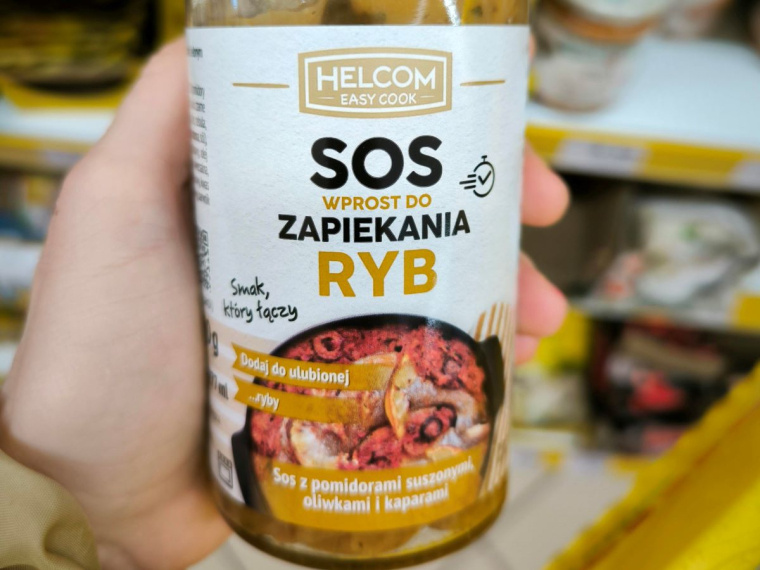 HELCOM
EASY COOK
SOS
WPROST DO
ZAPIEKANIA
RYB
Smak,
który łączy
Dodaj do ulubionej
...ryby
Sos z pomidorami suszonymi,
oliwkami i kaparami